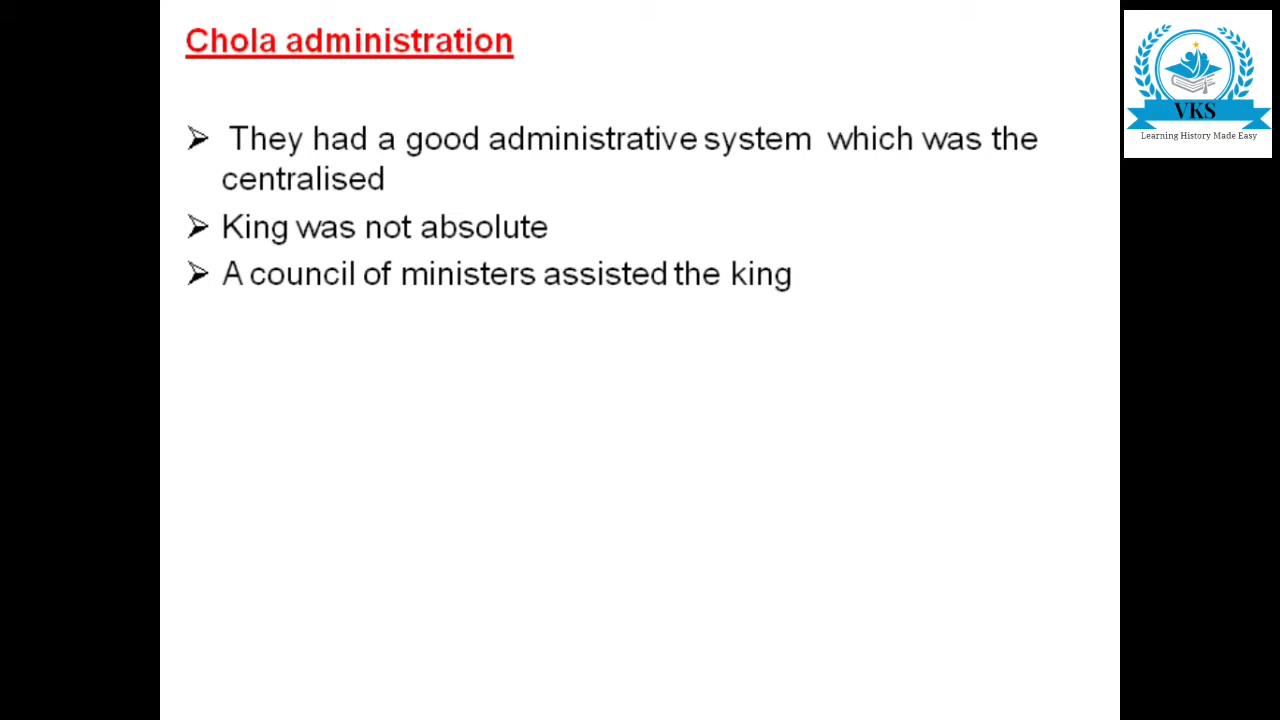 Chola administration
VKS
Learning History Made Easy
➢ They had a good administrative system which was the
centralised
➢ King was not absolute
➢ A council of ministers assisted the king